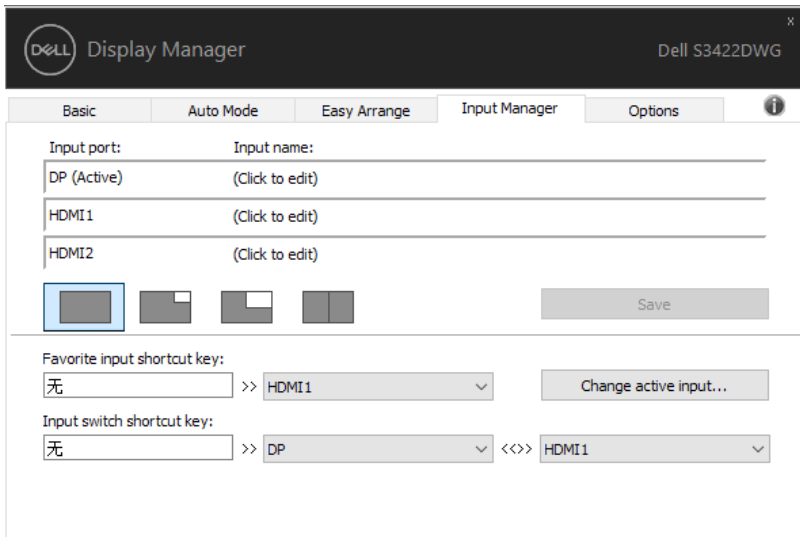 x
DELL Display Manager Dell S3422DWG
Basic Auto Mode Easy Arrange Input Manager Options i
Input port: Input name:
DP (Active) (Click to edit)
HDMI1 (Click to edit)
HDMI2 (Click to edit)
Save
Favorite input shortcut key:
无 >> HDMI1 Change active input...
Input switch shortcut key:
无 >> DP <<>> HDMI1